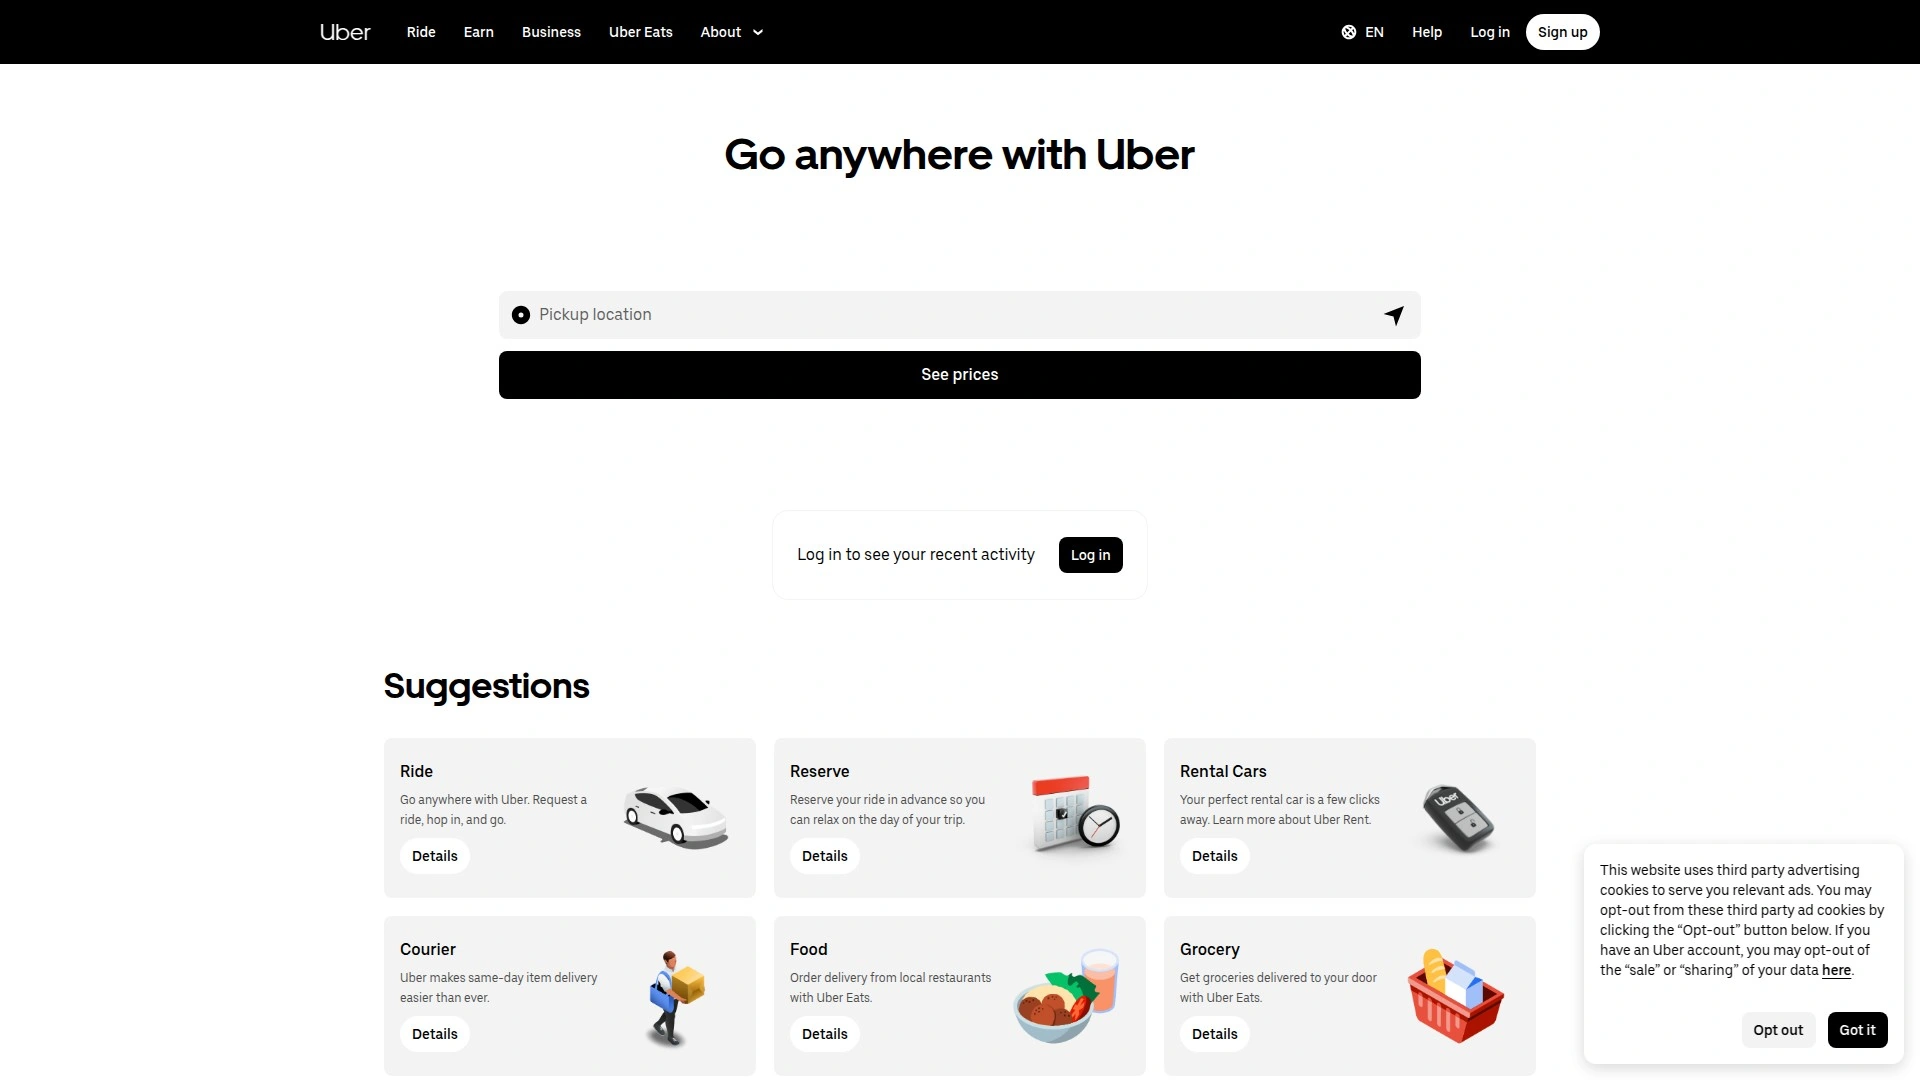 Uber
Ride
Earn
Business
Uber Eats
About
EN
Help
Log in
Sign up
Go anywhere with Uber
Pickup location
See prices
Log in to see your recent activity
Log in
Suggestions
Ride
Go anywhere with Uber. Request a
ride, hop in, and go.
Details
Reserve
Reserve your ride in advance so you
can relax on the day of your trip.
Details
Rental Cars
Your perfect rental car is a few clicks
away. Learn more about Uber Rent.
Details
Uber
Courier
Uber makes same-day item delivery
easier than ever.
Details
Food
Order delivery from local restaurants
with Uber Eats.
Details
Grocery
Get groceries delivered to your door
with Uber Eats.
Details
This website uses third party advertising
cookies to serve you relevant ads. You may
opt-out from these third party ad cookies by
clicking the “Opt-out” button below. If you
have an Uber account, you may opt-out of
the “sale” or “sharing” of your data here.
Opt out
Got it